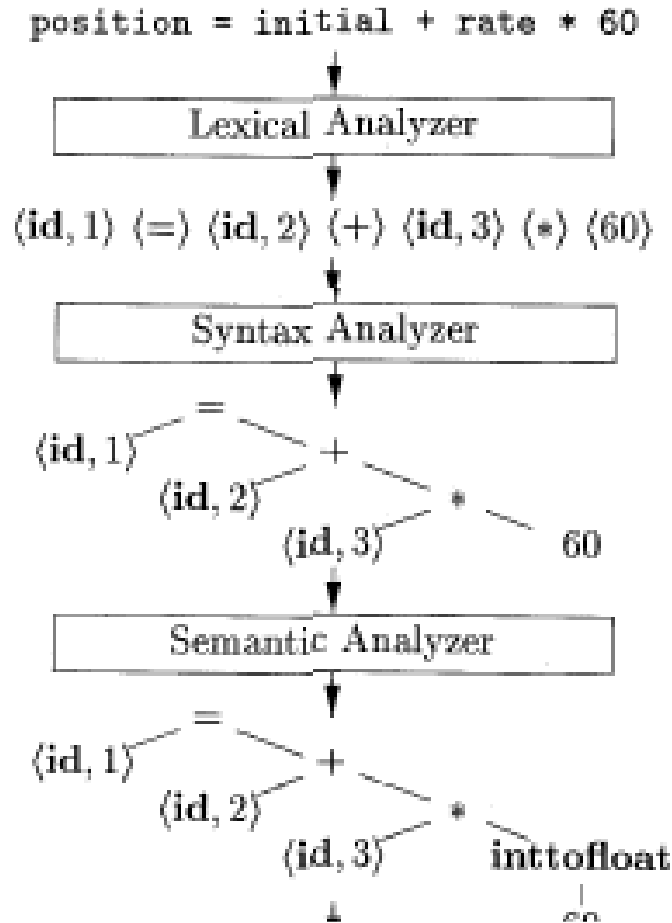 position = initial + rate * 60
Lexical Analyzer
⟨id, 1⟩ ⟨=⟩ ⟨id, 2⟩ ⟨+⟩ ⟨id, 3⟩ ⟨*⟩ ⟨60⟩
Syntax Analyzer
=
⟨id, 1⟩ +
⟨id, 2⟩ *
⟨id, 3⟩ 60
Semantic Analyzer
=
⟨id, 1⟩ +
⟨id, 2⟩ *
⟨id, 3⟩ inttofloat
60